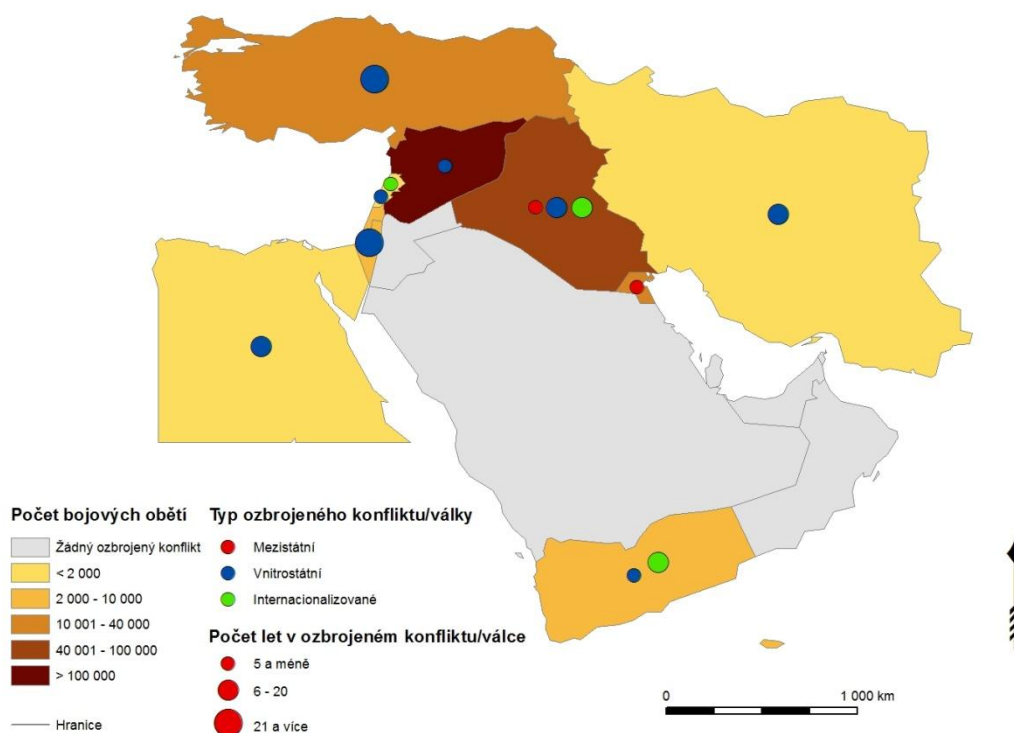 Počet bojových obětí
Žádný ozbrojený konflikt
< 2 000
2 000 - 10 000
10 001 - 40 000
40 001 - 100 000
> 100 000
Hranice
Typ ozbrojeného konfliktu/války
Mezistátní
Vnitrostátní
Internacionalizované
Počet let v ozbrojeném konfliktu/válce
5 a méně
6 - 20
21 a více
0 1 000 km